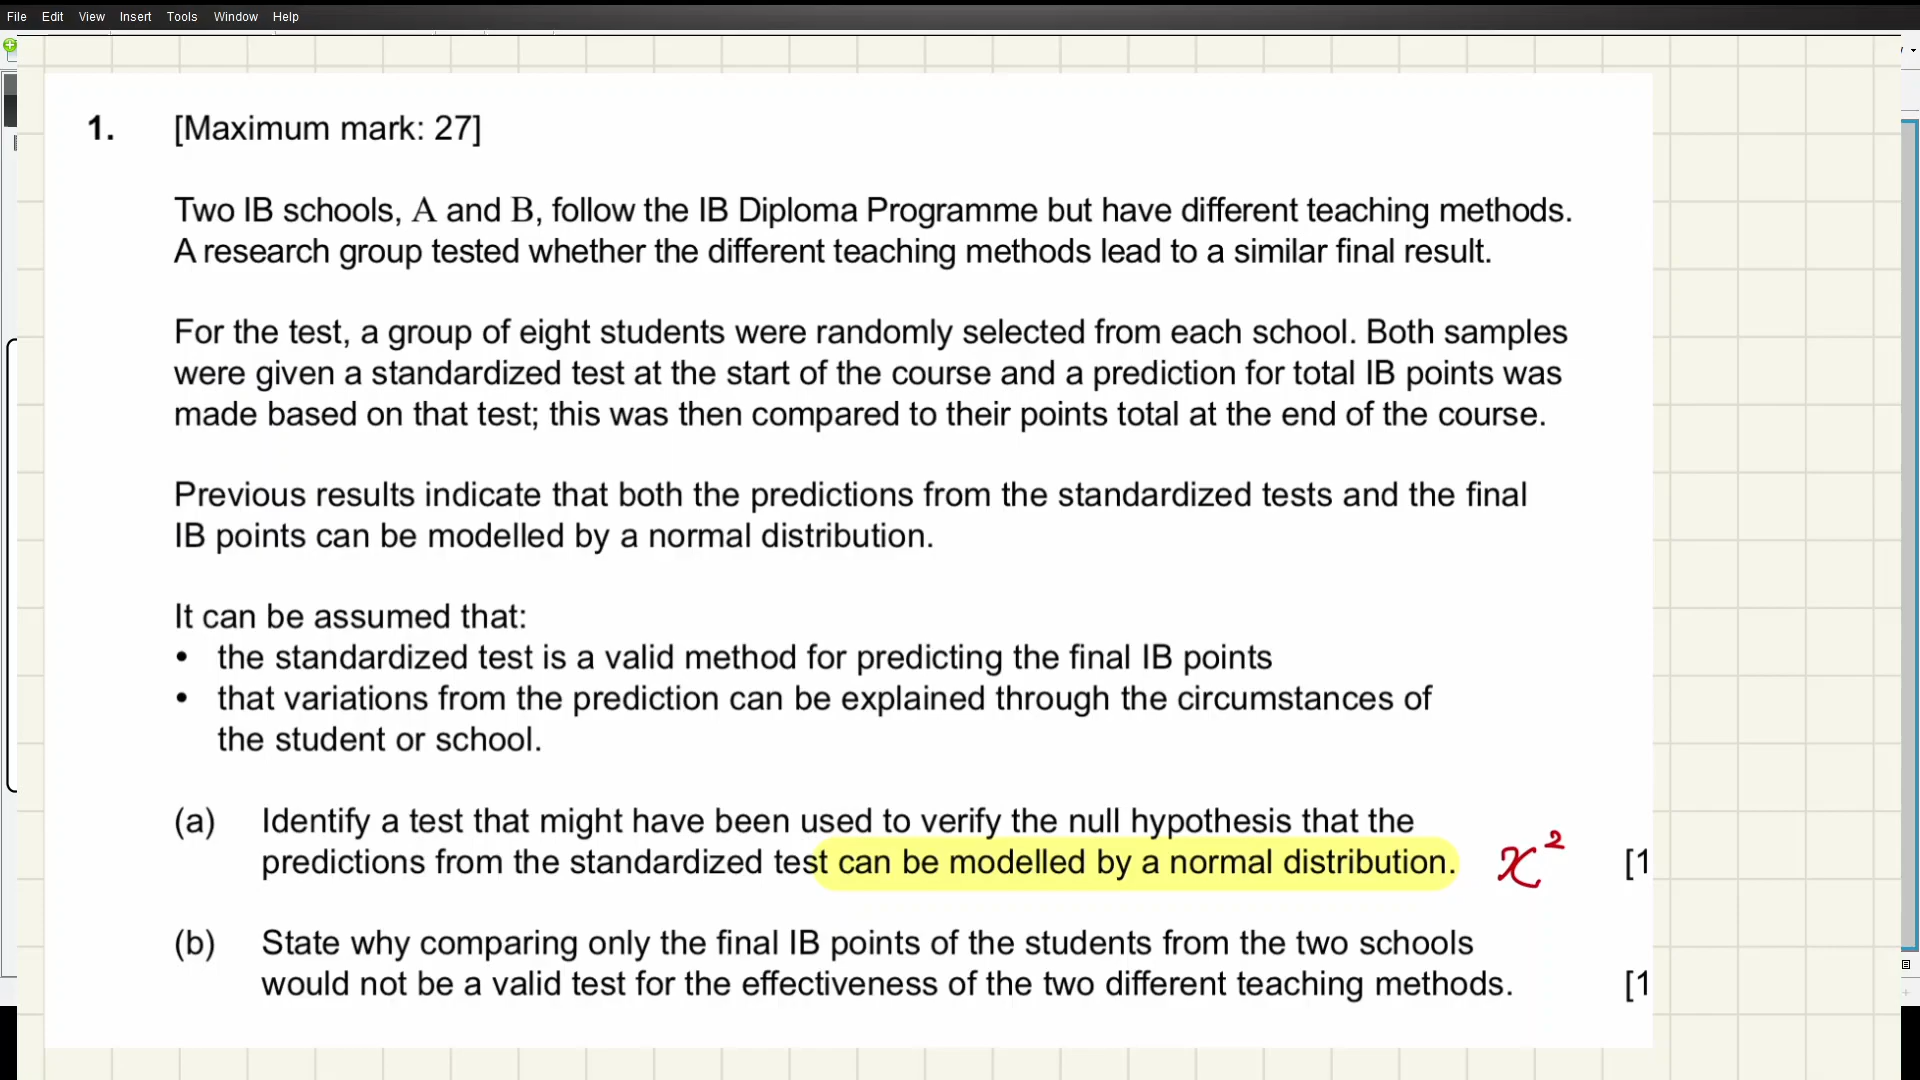 File Edit View Insert Tools Window Help
1. [Maximum mark: 27]
Two IB schools, A and B, follow the IB Diploma Programme but have different teaching methods.
A research group tested whether the different teaching methods lead to a similar final result.
For the test, a group of eight students were randomly selected from each school. Both samples
were given a standardized test at the start of the course and a prediction for total IB points was
made based on that test; this was then compared to their points total at the end of the course.
Previous results indicate that both the predictions from the standardized tests and the final
IB points can be modelled by a normal distribution.
It can be assumed that:
• the standardized test is a valid method for predicting the final IB points
• that variations from the prediction can be explained through the circumstances of
the student or school.
(a) Identify a test that might have been used to verify the null hypothesis that the
predictions from the standardized test can be modelled by a normal distribution. χ² [1
(b) State why comparing only the final IB points of the students from the two schools
would not be a valid test for the effectiveness of the two different teaching methods. [1